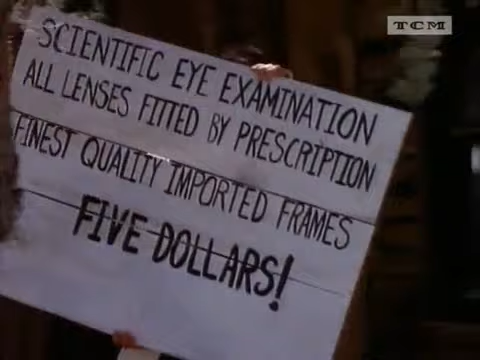 TCM
SCIENTIFIC EYE EXAMINATION
ALL LENSES FITTED BY PRESCRIPTION
FINEST QUALITY IMPORTED FRAMES
FIVE DOLLARS!